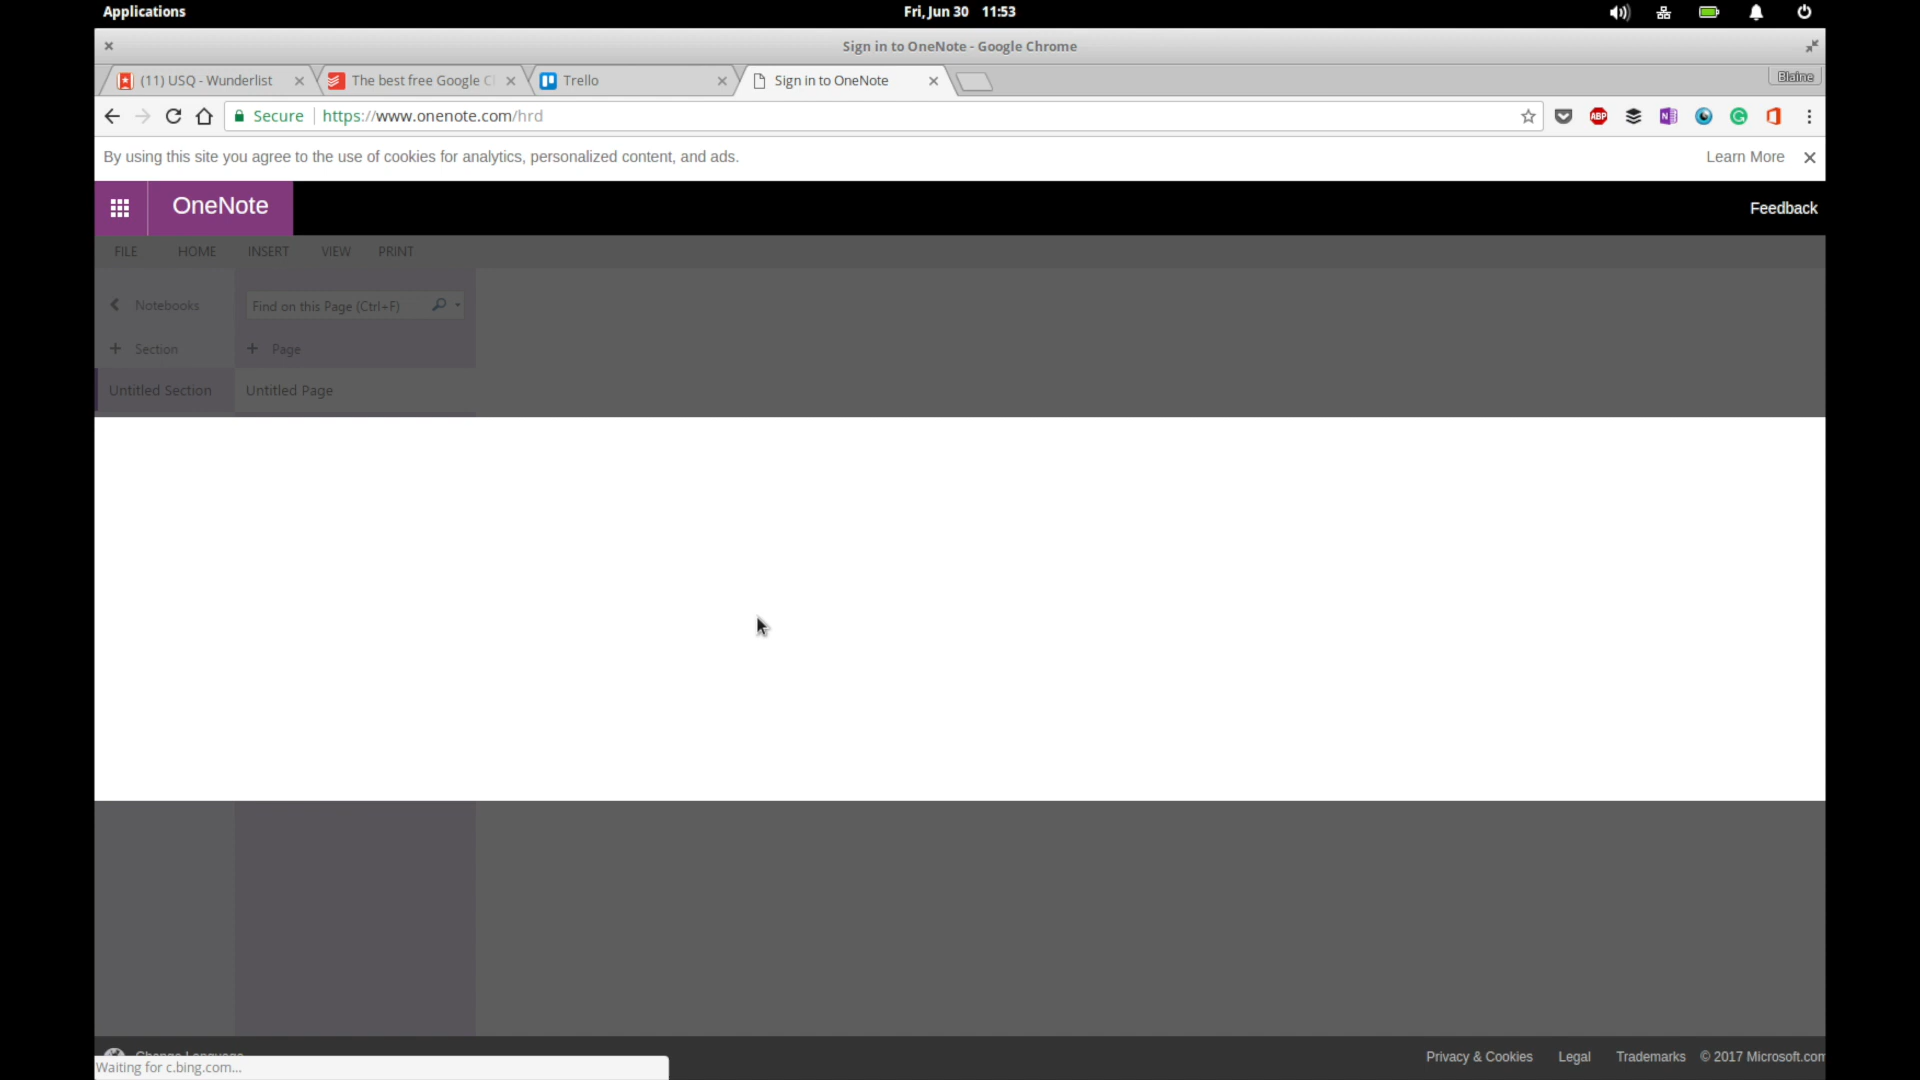 Applications
Fri, Jun 30 11:53
Sign in to OneNote - Google Chrome
(11) USQ - Wunderlist
The best free Google C
Trello
Sign in to OneNote
Blaine
Secure
https://www.onenote.com/hrd
ABP
By using this site you agree to the use of cookies for analytics, personalized content, and ads.
Learn More
OneNote
Feedback
FILE HOME INSERT VIEW PRINT
Notebooks
Find on this Page (Ctrl+F)
+ Section
+ Page
Untitled Section
Untitled Page
Change Language
Waiting for c.bing.com...
Privacy & Cookies
Legal
Trademarks
© 2017 Microsoft.com